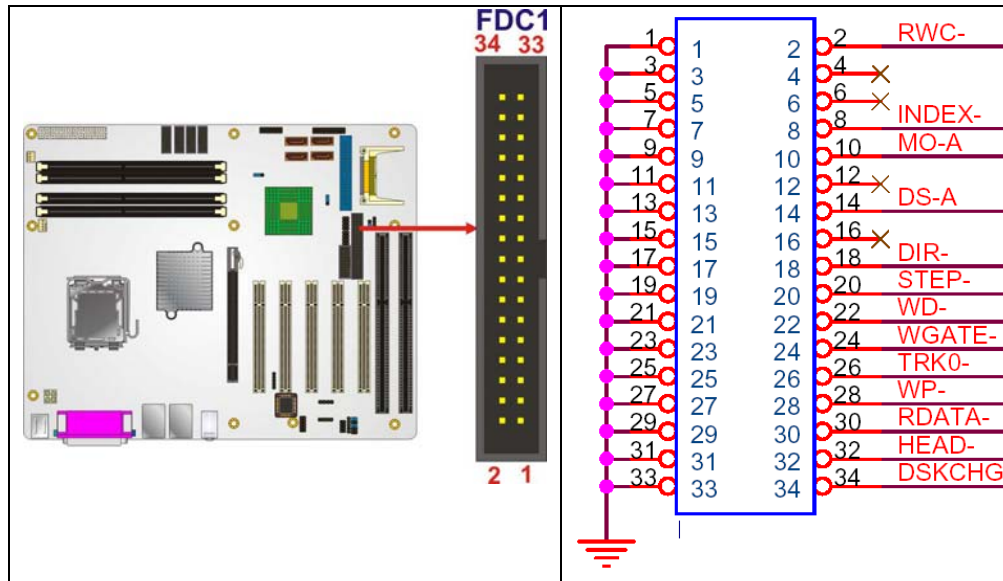 FDC1
34 33
2 1
1 1 2 2 RWC-
3 3 4 4
5 5 6 6
7 7 8 8 INDEX-
9 9 10 10 MO-A
11 11 12 12
13 13 14 14 DS-A
15 15 16 16
17 17 18 18 DIR-
19 19 20 20 STEP-
21 21 22 22 WD-
23 23 24 24 WGATE-
25 25 26 26 TRK0-
27 27 28 28 WP-
29 29 30 30 RDATA-
31 31 32 32 HEAD-
33 33 34 34 DSKCHG